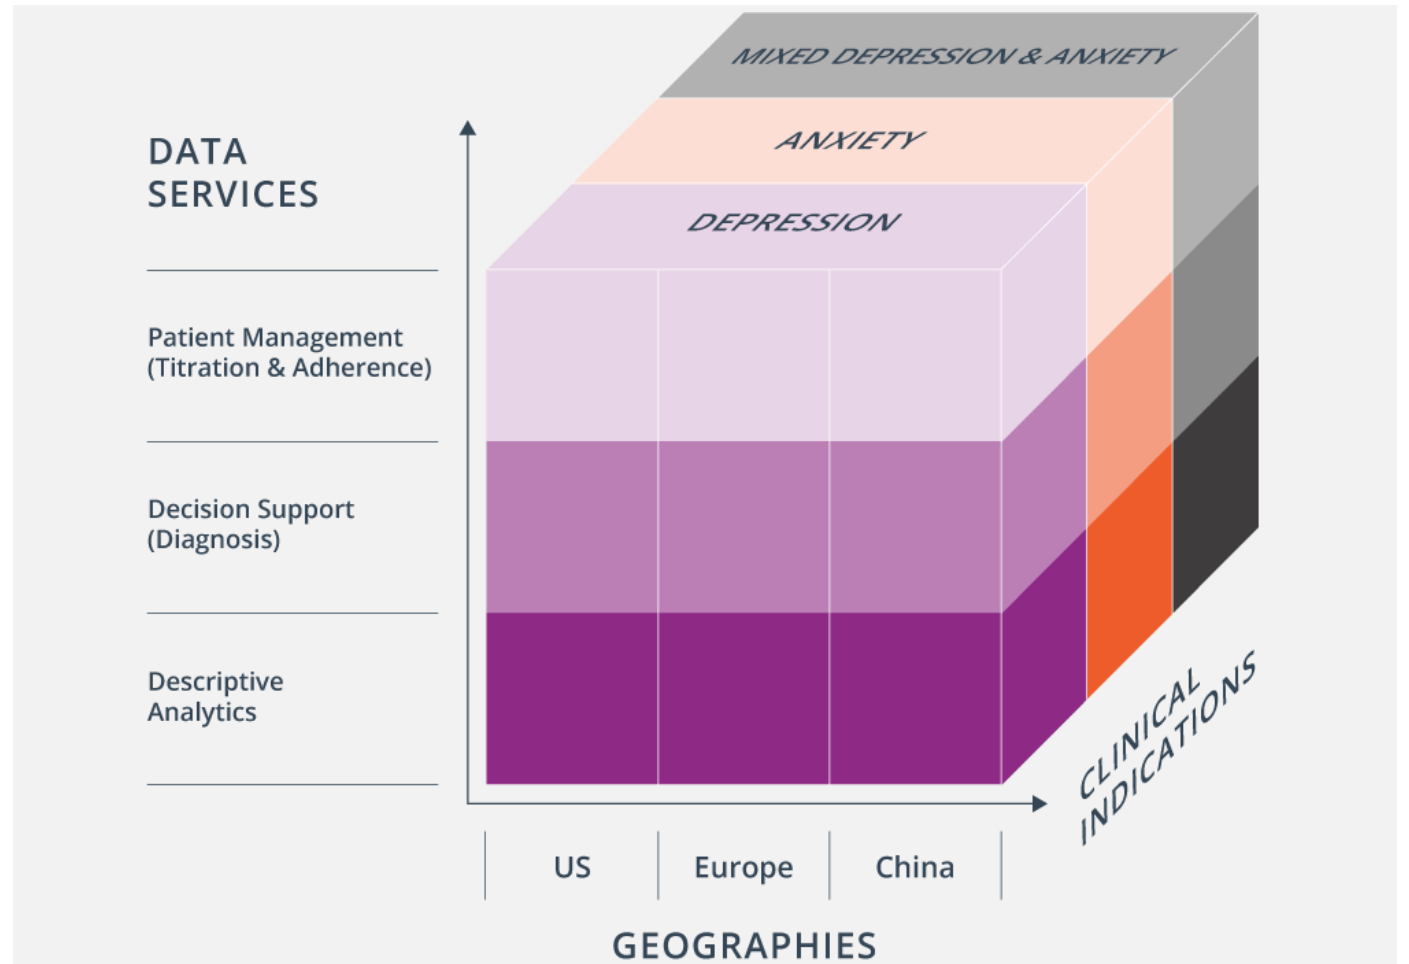 MIXED DEPRESSION & ANXIETY
ANXIETY
DEPRESSION
DATA
SERVICES
Patient Management
(Titration & Adherence)
Decision Support
(Diagnosis)
Descriptive
Analytics
CLINICAL
INDICATIONS
US
Europe
China
GEOGRAPHIES